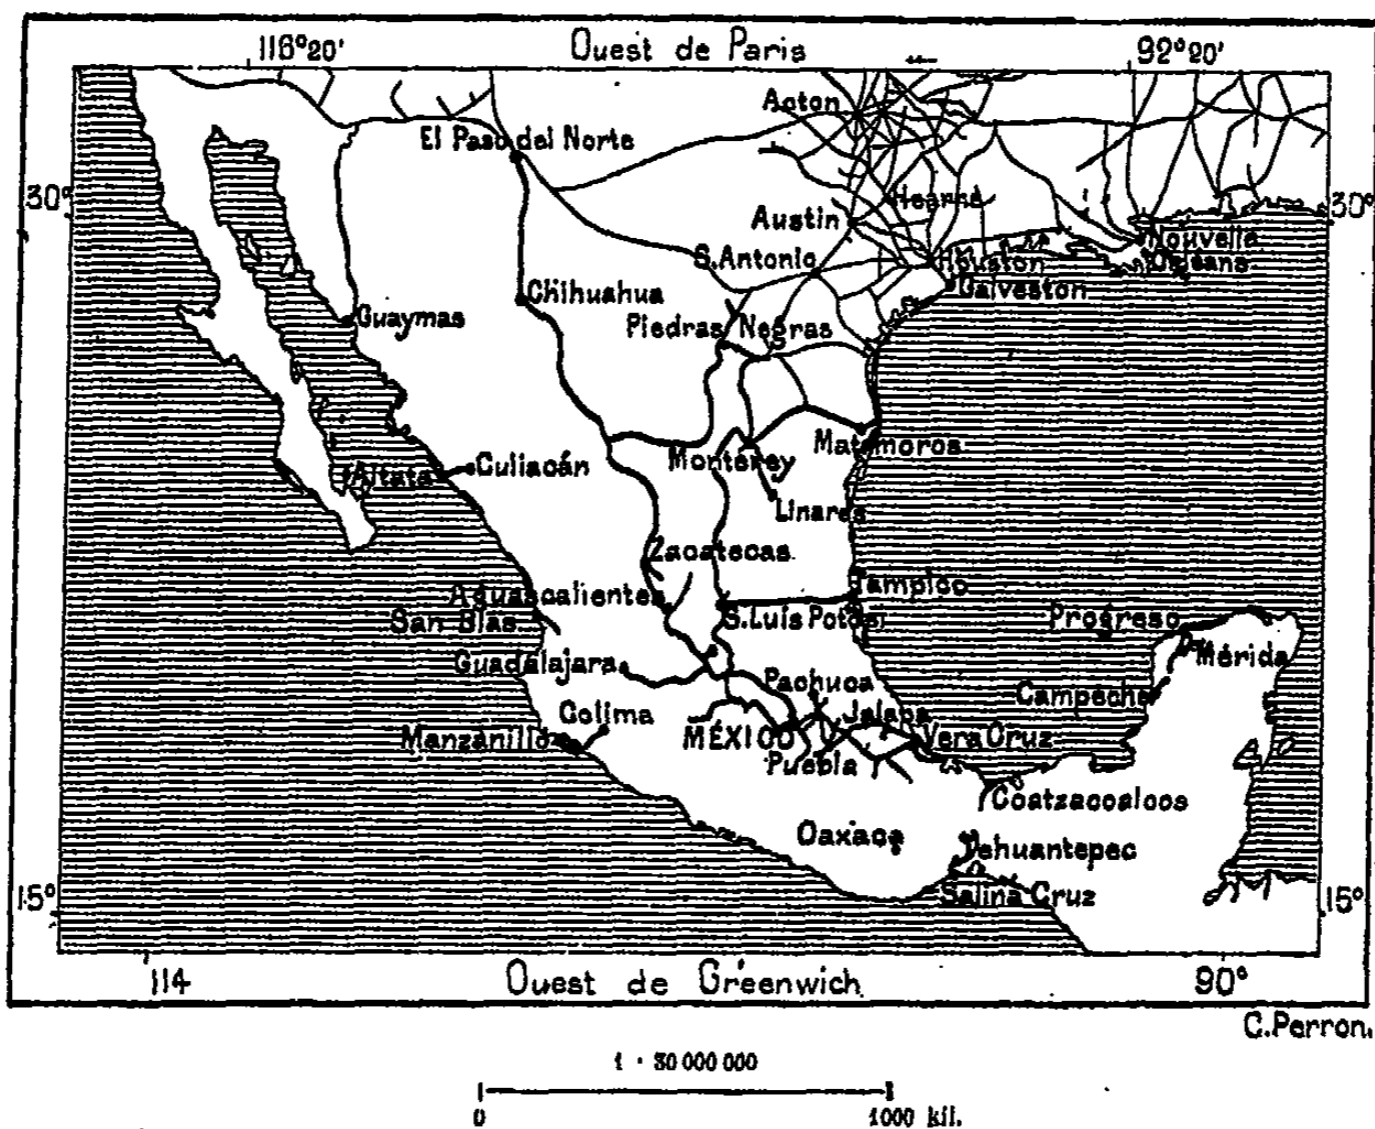 116°20'
Ouest de Paris
92°20'
Acton
El Paso del Norte
30°
30°
Hearne
Austin
Nouvelle
Orléans
S. Antonio
Houston
Galveston
Chihuahua
Guaymas
Piedras Negras
Matamoros
Monterey
Culiacán
Altata
Linares
Zacatecas
Tampico
Aguascalientes
S. Luís Potosi
San Blas
Progreso
Mérida
Guadalajara
Pachuca
Campeche
Colima
Jalapa
Manzanillo
MÉXICO
Vera Cruz
Puebla
Coatzacoalcos
Oaxaca
Tehuantepec
Salina Cruz
15°
15°
114
Ouest de Greenwich
90°
C. Perron.
1 : 30 000 000
0
1000 kil.